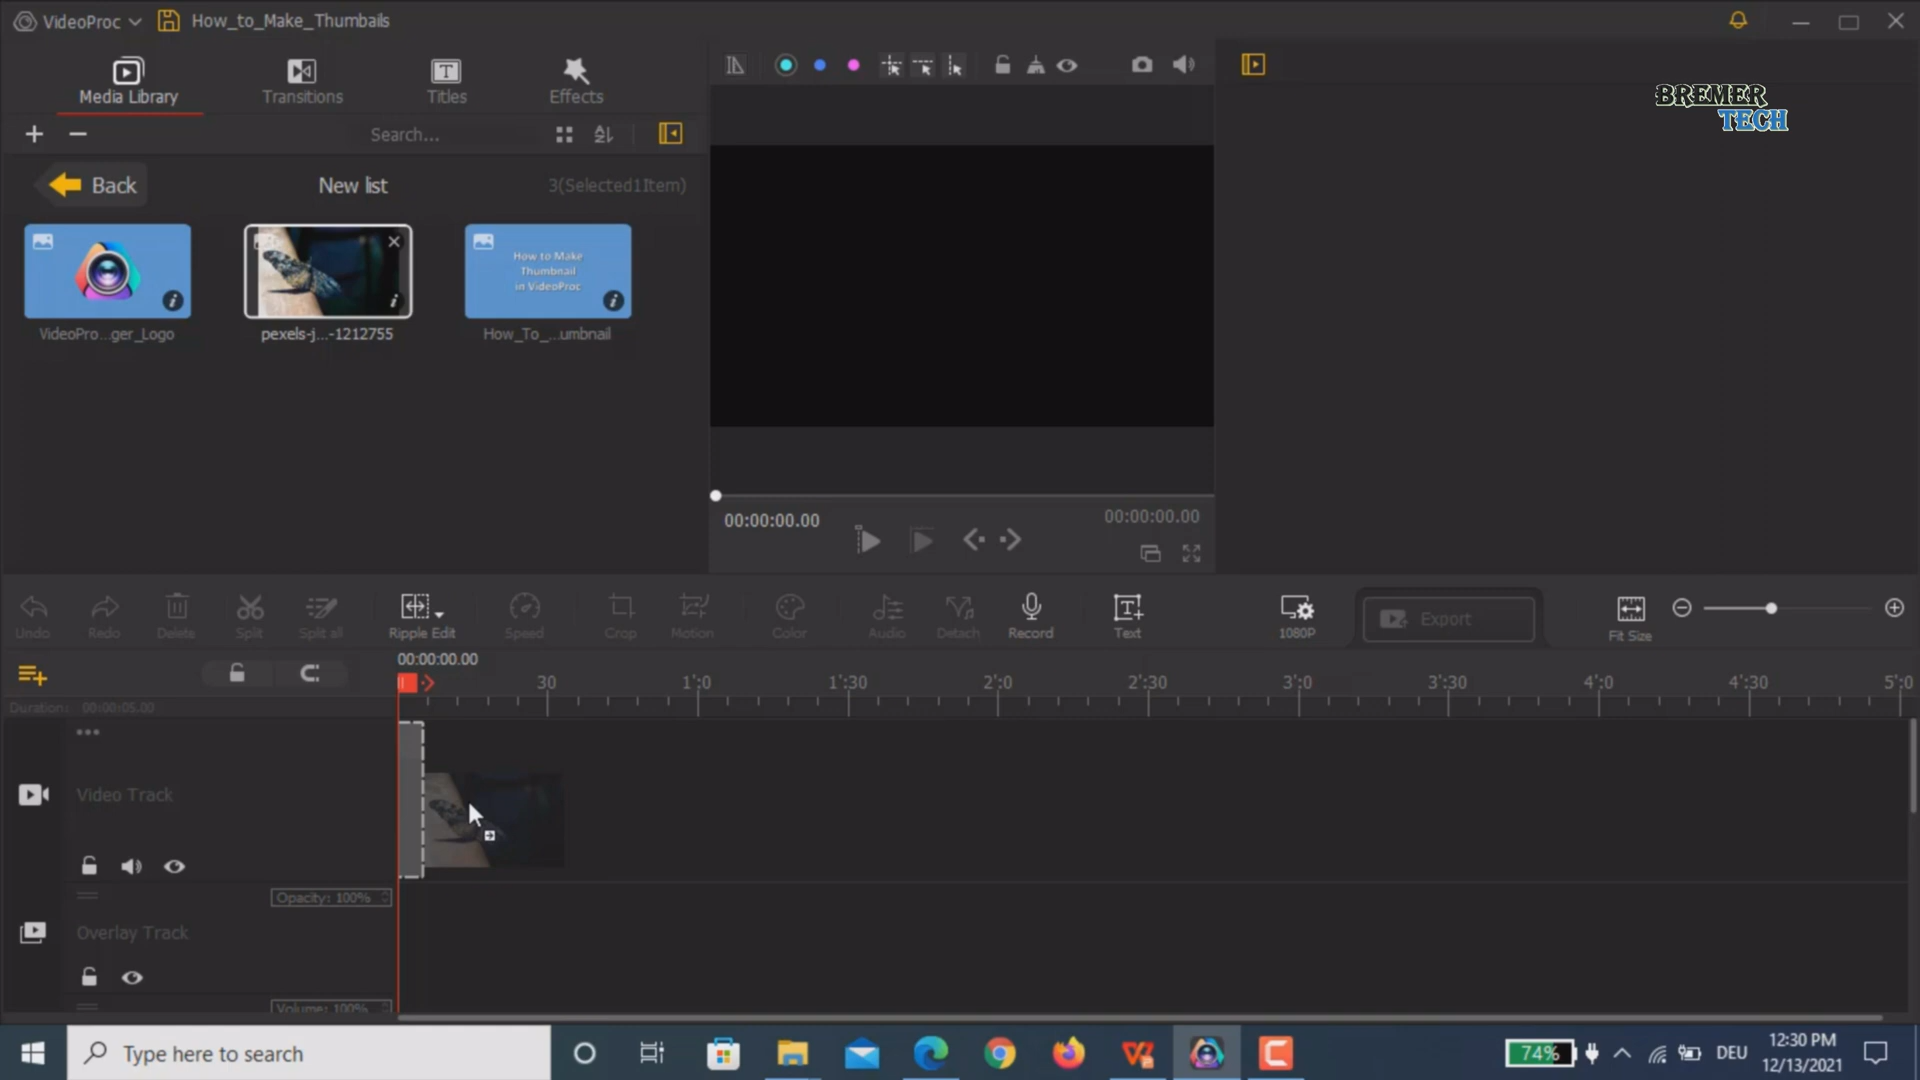 VideoProc
How_to_Make_Thumbails
BREMER
TECH
Media Library
Transitions
Titles
Effects
Search...
Back
New list
3(Selected1Item)
How to Make
Thumbnail
in VideoProc
VideoPro...ger_Logo
pexels-j...-1212755
How_To_...umbnail
00:00:00.00
00:00:00.00
Undo
Redo
Delete
Split
Split all
Ripple Edit
Speed
Crop
Motion
Color
Audio
Detach
Record
Text
1080P
Export
Fit Size
00:00:00.00
30
1'0
1'30
2'0
2'30
3'0
3'30
4'0
4'30
5'0
Duration: 00:00:05.00
Video Track
Opacity: 100%
Overlay Track
Volume: 100%
Type here to search
74%
DEU
12:30 PM
12/13/2021